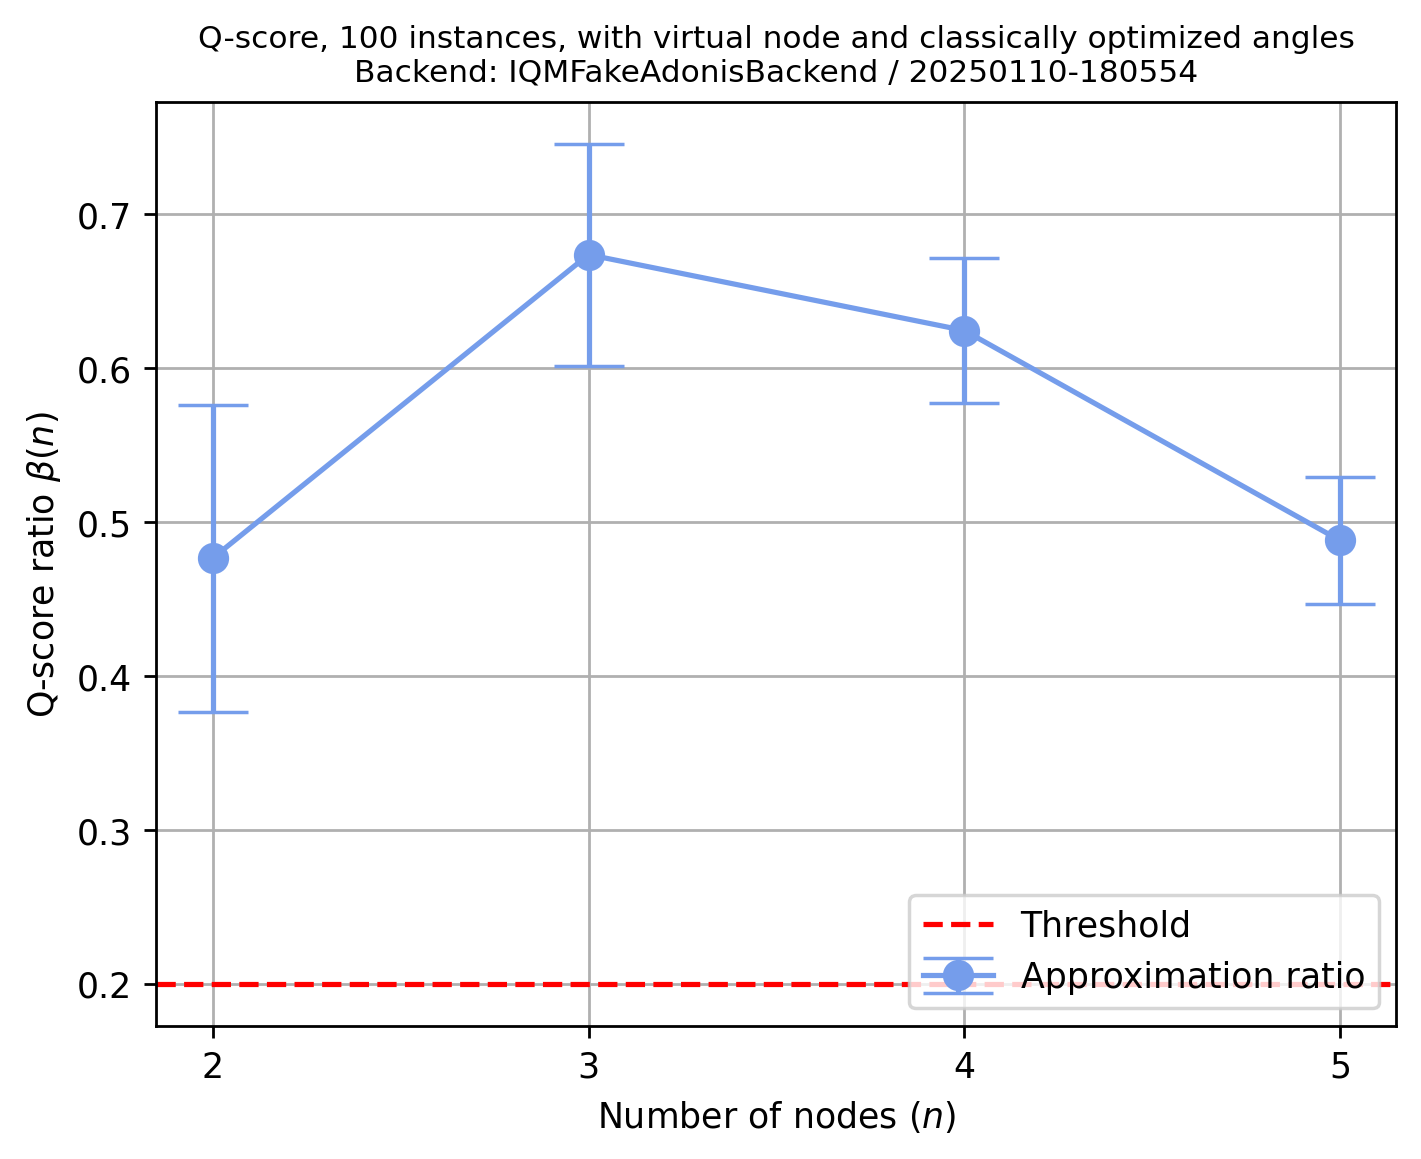 Q-score, 100 instances, with virtual node and classically optimized angles
Backend: IQMFakeAdonisBackend / 20250110-180554
Q-score ratio β(n)
0.7
0.6
0.5
0.4
0.3
0.2
Threshold
Approximation ratio
2 3 4 5
Number of nodes (n)